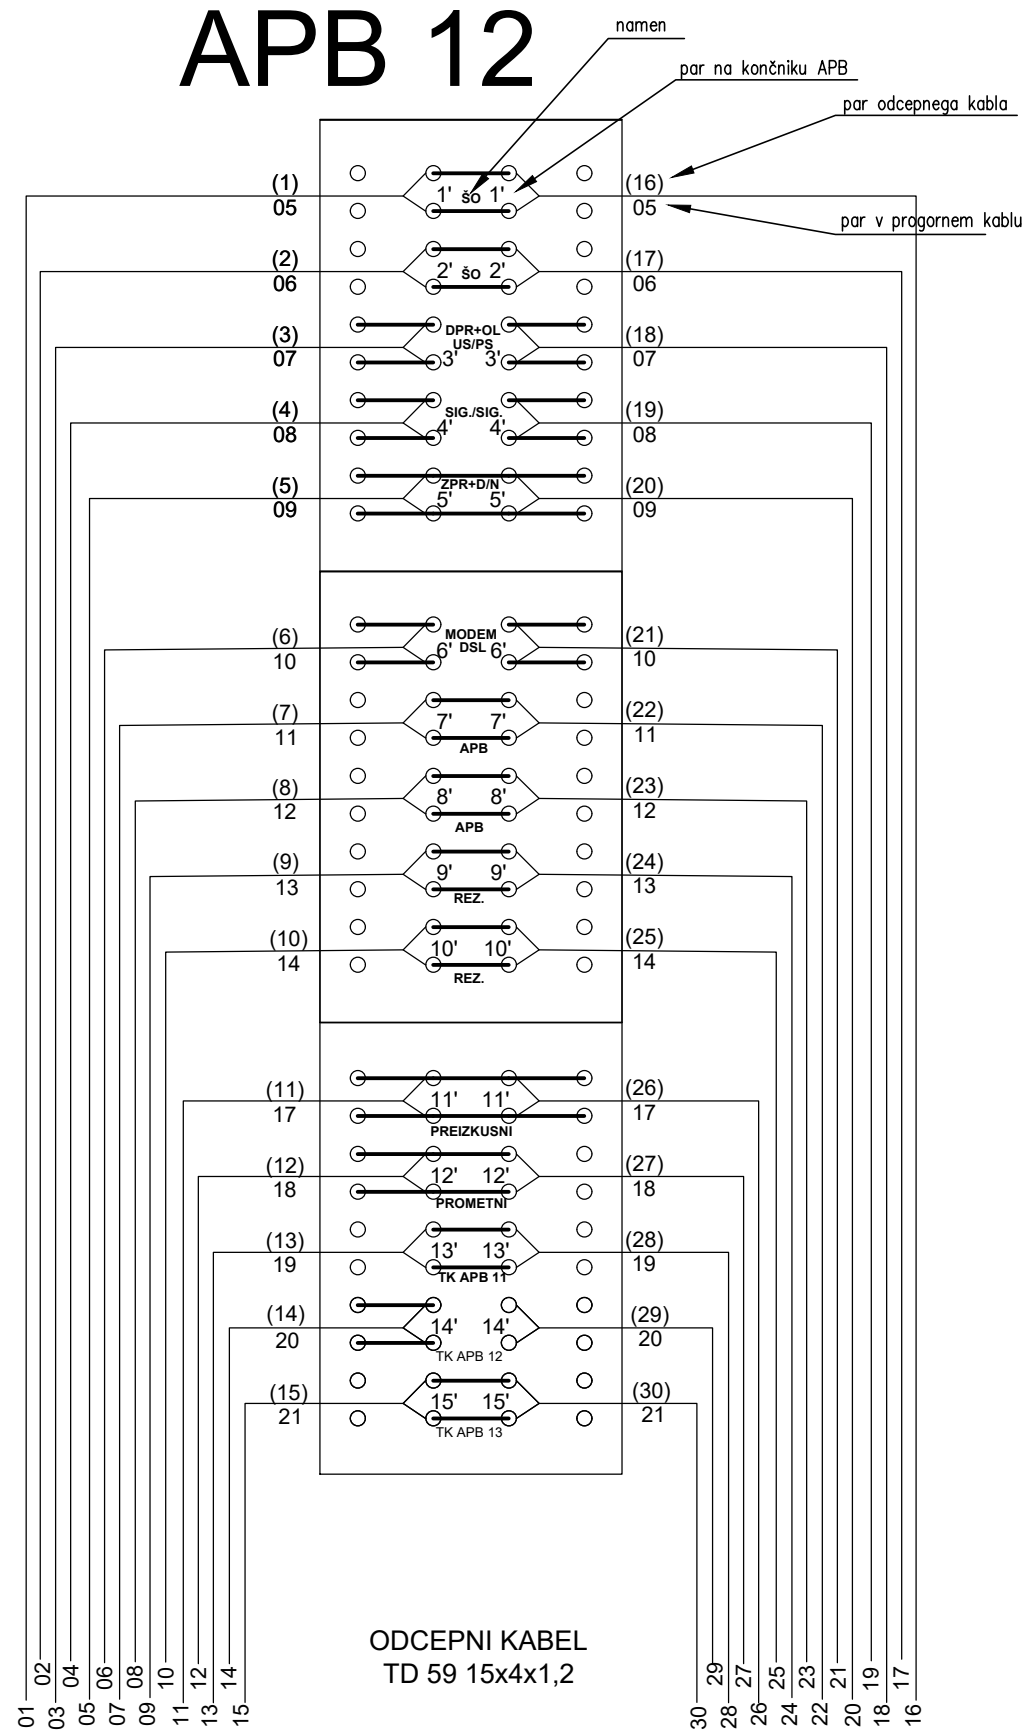 APB 12
namen
par na končniku APB
par odcepnega kabla
par v progornem kablu
(1) 05 1' ŠO 1' (16) 05
(2) 06 2' ŠO 2' (17) 06
(3) 07 DPR+OL US/PS 3' 3' (18) 07
(4) 08 SIG./SIG. 4' 4' (19) 08
(5) 09 ZPR+D/N 5' 5' (20) 09
(6) 10 MODEM DSL 6' 6' (21) 10
(7) 11 7' 7' APB (22) 11
(8) 12 8' 8' APB (23) 12
(9) 13 9' 9' REZ. (24) 13
(10) 14 10' 10' REZ. (25) 14
(11) 17 11' 11' PREIZKUSNI (26) 17
(12) 18 12' 12' PROMETNI (27) 18
(13) 19 13' 13' TK APB 11 (28) 19
(14) 20 14' 14' TK APB 12 (29) 20
(15) 21 15' 15' TK APB 13 (30) 21
ODCEPNI KABEL
TD 59 15x4x1,2
01 02 03 04 05 06 07 08 09 10 11 12 13 14 15 30 29 28 27 26 25 24 23 22 21 20 19 18 17 16